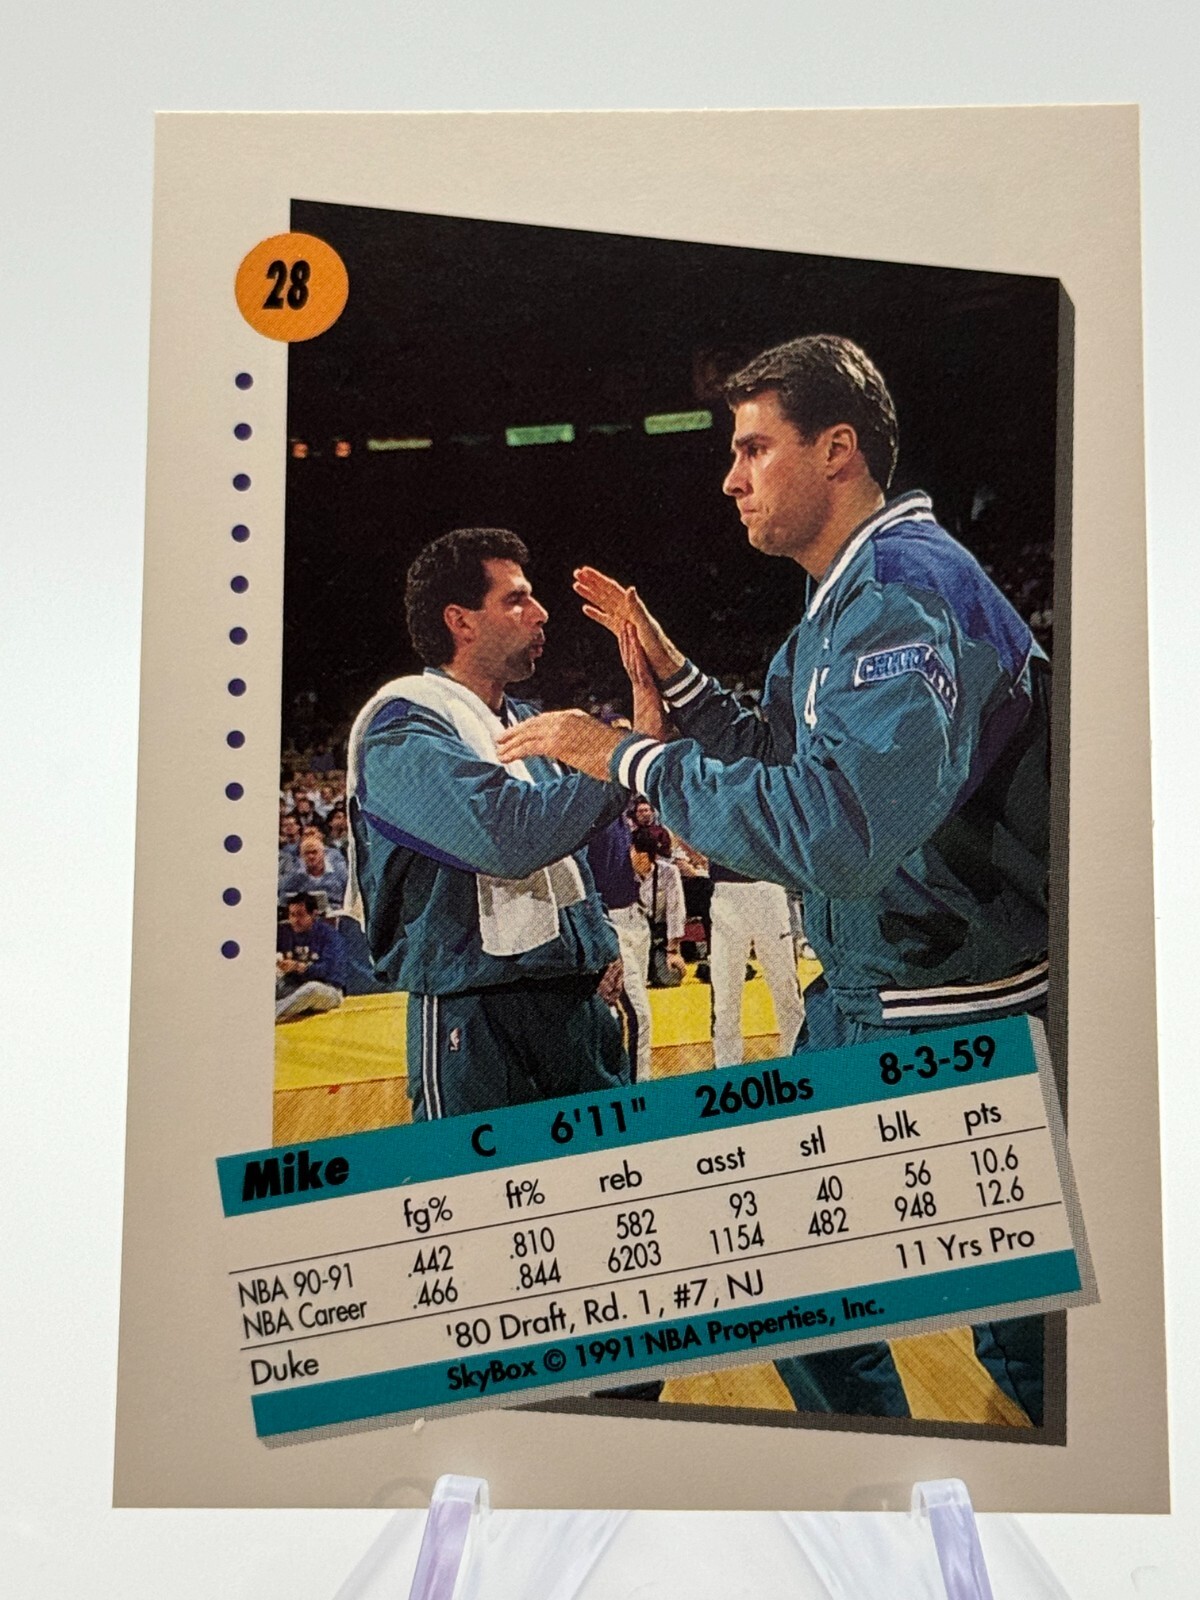 28
CHARLOTTE
4
Mike C 6'11" 260lbs 8-3-59
fg% ft% reb asst stl blk pts
NBA 90-91 .442 .810 582 93 40 56 10.6
NBA Career .466 .844 6203 1154 482 948 12.6
Duke '80 Draft, Rd. 1, #7, NJ 11 Yrs Pro
SkyBox © 1991 NBA Properties, Inc.